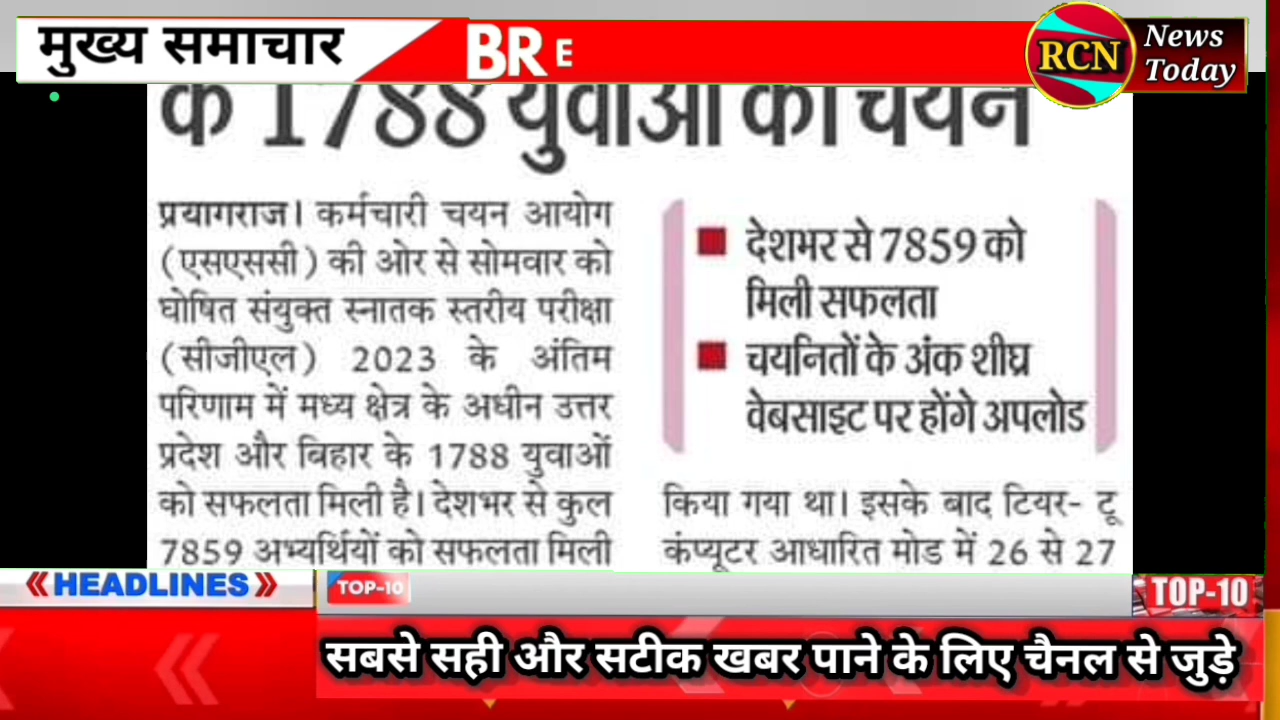 मुख्य समाचार
BRE
RCN
News
Today
के 1788 युवाओं का चयन
प्रयागराज। कर्मचारी चयन आयोग
(एसएससी) की ओर से सोमवार को
घोषित संयुक्त स्नातक स्तरीय परीक्षा
(सीजीएल) 2023 के अंतिम
परिणाम में मध्य क्षेत्र के अधीन उत्तर
प्रदेश और बिहार के 1788 युवाओं
को सफलता मिली है। देशभर से कुल
7859 अभ्यर्थियों को सफलता मिली
देशभर से 7859 को
मिली सफलता
चयनितों के अंक शीघ्र
वेबसाइट पर होंगे अपलोड
किया गया था। इसके बाद टियर- टू
कंप्यूटर आधारित मोड में 26 से 27
HEADLINES
TOP-10
TOP-10
सबसे सही और सटीक खबर पाने के लिए चैनल से जुड़े